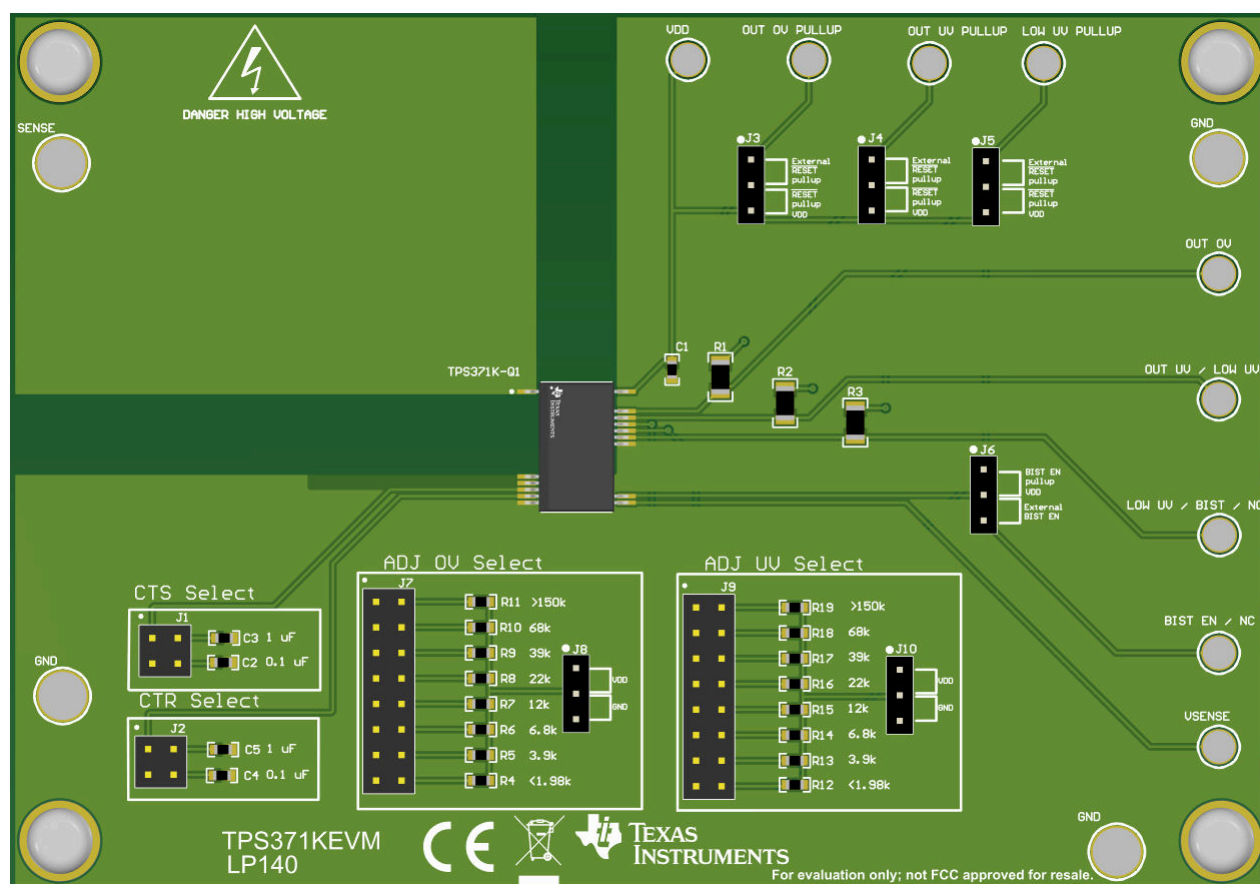 VDD
OUT OV PULLUP
OUT UV PULLUP
LOW UV PULLUP
DANGER HIGH VOLTAGE
SENSE
GND
J3
External
RESET
pullup
RESET
pullup
VDD
J4
External
RESET
pullup
RESET
pullup
VDD
J5
External
RESET
pullup
RESET
pullup
VDD
OUT OV
C1
R1
R2
R3
OUT UV / LOW UV
TPS371K-Q1
TEXAS
INSTRUMENTS
J6
BIST EN
pullup
VDD
External
BIST EN
LOW UV / BIST / NC
CTS Select
J1
C3 1 uF
C2 0.1 uF
GND
CTR Select
J2
C5 1 uF
C4 0.1 uF
ADJ OV Select
J7
R11 >150k
R10 68k
R9 39k
R8 22k
R7 12k
R6 6.8k
R5 3.9k
R4 <1.98k
J8
VDD
GND
ADJ UV Select
J9
R19 >150k
R18 68k
R17 39k
R16 22k
R15 12k
R14 6.8k
R13 3.9k
R12 <1.98k
J10
VDD
GND
BIST EN / NC
VSENSE
GND
TPS371KEVM
LP140
CE
TEXAS
INSTRUMENTS
For evaluation only; not FCC approved for resale.